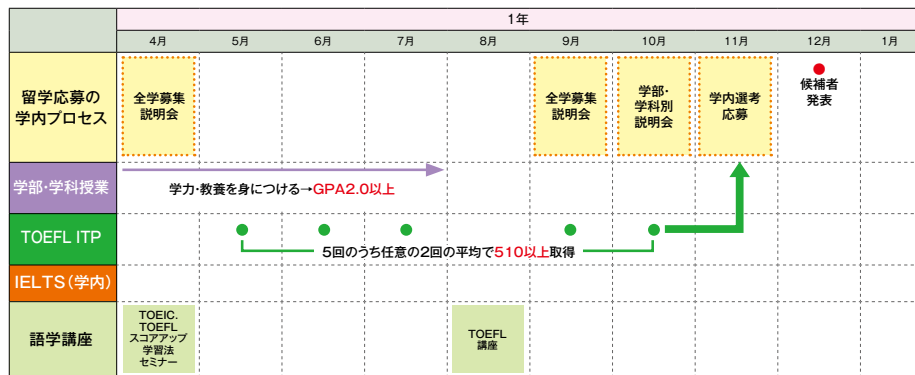 1年
4月 5月 6月 7月 8月 9月 10月 11月 12月 1月
留学応募の
学内プロセス
全学募集
説明会
全学募集
説明会
学部・
学科別
説明会
学内選考
応募
候補者
発表
学部・学科授業
学力・教養を身につける→GPA2.0以上
TOEFL ITP
5回のうち任意の2回の平均で510以上取得
IELTS(学内)
語学講座
TOEIC.
TOEFL
スコアアップ
学習法
セミナー
TOEFL
講座